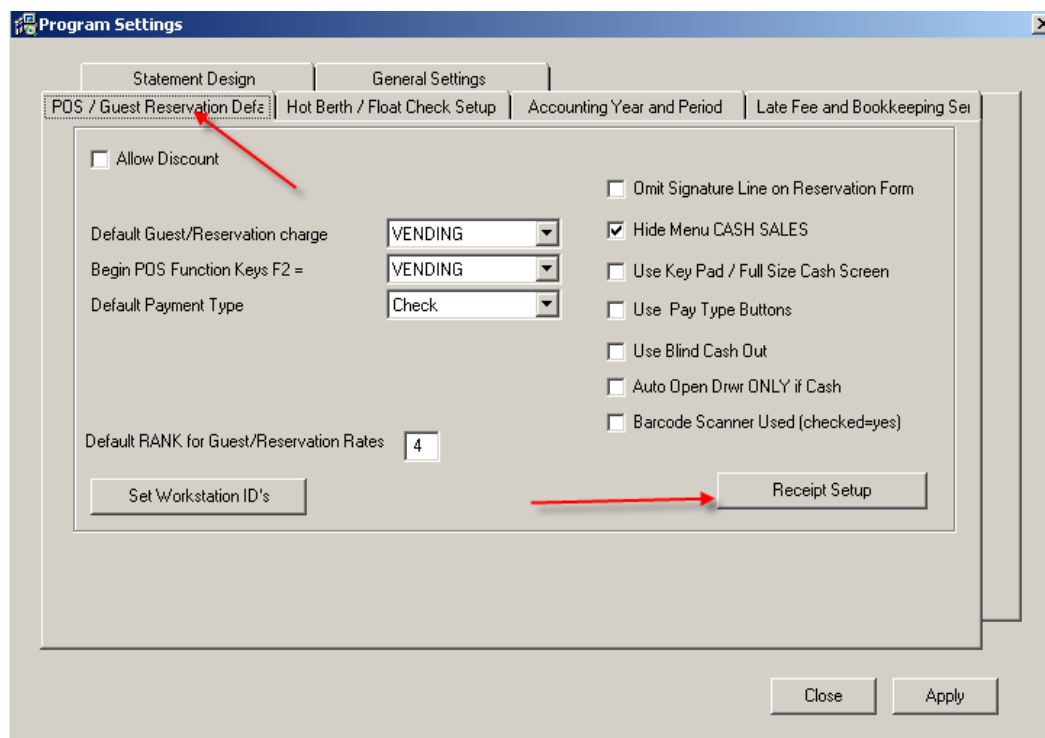 Program Settings
Statement Design
General Settings
POS / Guest Reservation Defa
Hot Berth / Float Check Setup
Accounting Year and Period
Late Fee and Bookkeeping Ser
Allow Discount
Omit Signature Line on Reservation Form
Default Guest/Reservation charge
VENDING
Hide Menu CASH SALES
Begin POS Function Keys F2 =
VENDING
Use Key Pad / Full Size Cash Screen
Default Payment Type
Check
Use Pay Type Buttons
Use Blind Cash Out
Auto Open Drwr ONLY if Cash
Barcode Scanner Used (checked=yes)
Default RANK for Guest/Reservation Rates
4
Set Workstation ID's
Receipt Setup
Close
Apply